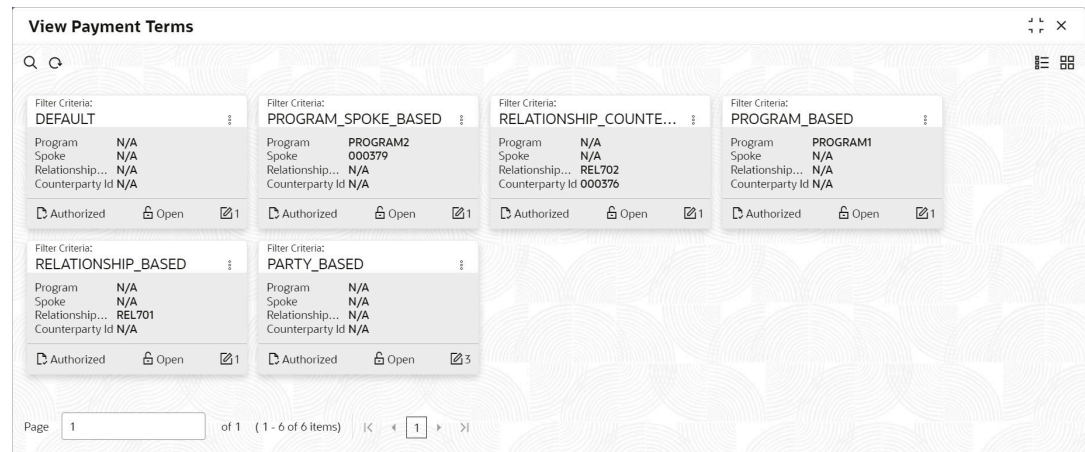 View Payment Terms
Filter Criteria:
DEFAULT
Program N/A
Spoke N/A
Relationship... N/A
Counterparty Id N/A
Authorized Open 1
Filter Criteria:
PROGRAM_SPOKE_BASED
Program PROGRAM2
Spoke 000379
Relationship... N/A
Counterparty Id N/A
Authorized Open 1
Filter Criteria:
RELATIONSHIP_COUNTE...
Program N/A
Spoke N/A
Relationship... REL702
Counterparty Id 000376
Authorized Open 1
Filter Criteria:
PROGRAM_BASED
Program PROGRAM1
Spoke N/A
Relationship... N/A
Counterparty Id N/A
Authorized Open 1
Filter Criteria:
RELATIONSHIP_BASED
Program N/A
Spoke N/A
Relationship... REL701
Counterparty Id N/A
Authorized Open 1
Filter Criteria:
PARTY_BASED
Program N/A
Spoke N/A
Relationship... N/A
Counterparty Id N/A
Authorized Open 3
Page 1 of 1 ( 1 - 6 of 6 items) 1